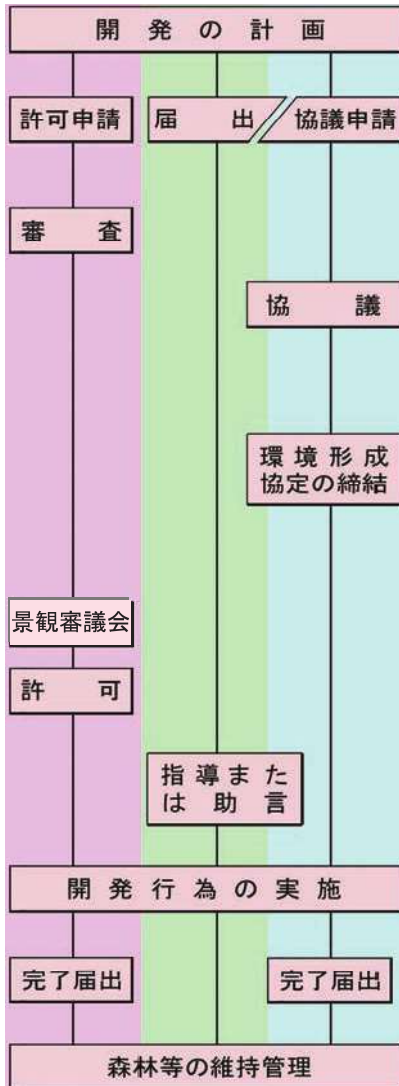 開発の計画
許可申請
届出
協議申請
審査
協議
環境形成
協定の締結
景観審議会
許可
指導また
は助言
開発行為の実施
完了届出
完了届出
森林等の維持管理